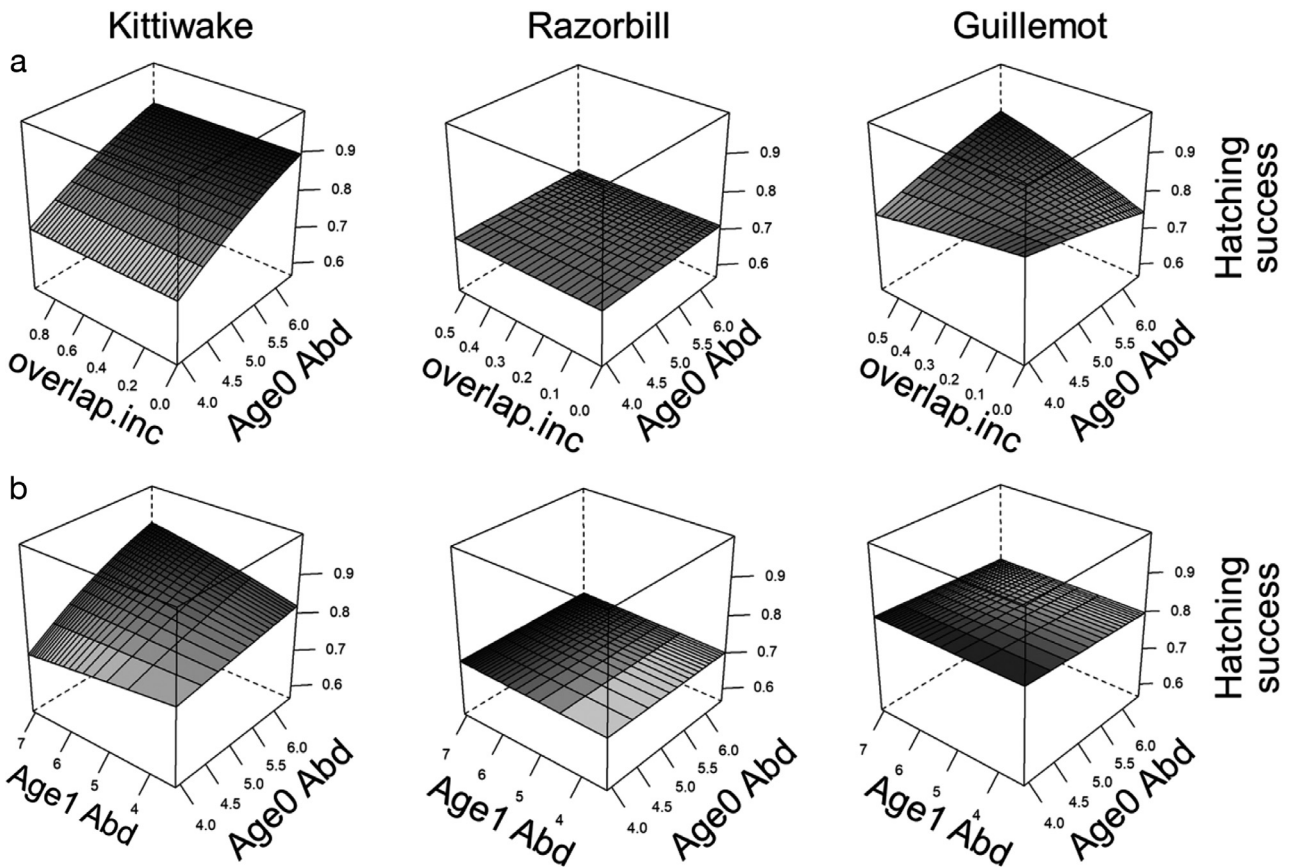 Kittiwake Razorbill Guillemot
a
0.9 0.8 0.7 0.6
0.8 0.6 0.4 0.2 0.0
overlap.inc
4.0 4.5 5.0 5.5 6.0
Age0 Abd
0.9 0.8 0.7 0.6
0.5 0.4 0.3 0.2 0.1 0.0
overlap.inc
4.0 4.5 5.0 5.5 6.0
Age0 Abd
0.9 0.8 0.7 0.6
0.5 0.4 0.3 0.2 0.1 0.0
overlap.inc
4.0 4.5 5.0 5.5 6.0
Age0 Abd
Hatching
success
b
0.9 0.8 0.7 0.6
7 6 5 4
Age1 Abd
4.0 4.5 5.0 5.5 6.0
Age0 Abd
0.9 0.8 0.7 0.6
7 6 5 4
Age1 Abd
4.0 4.5 5.0 5.5 6.0
Age0 Abd
0.9 0.8 0.7 0.6
7 6 5 4
Age1 Abd
4.0 4.5 5.0 5.5 6.0
Age0 Abd
Hatching
success